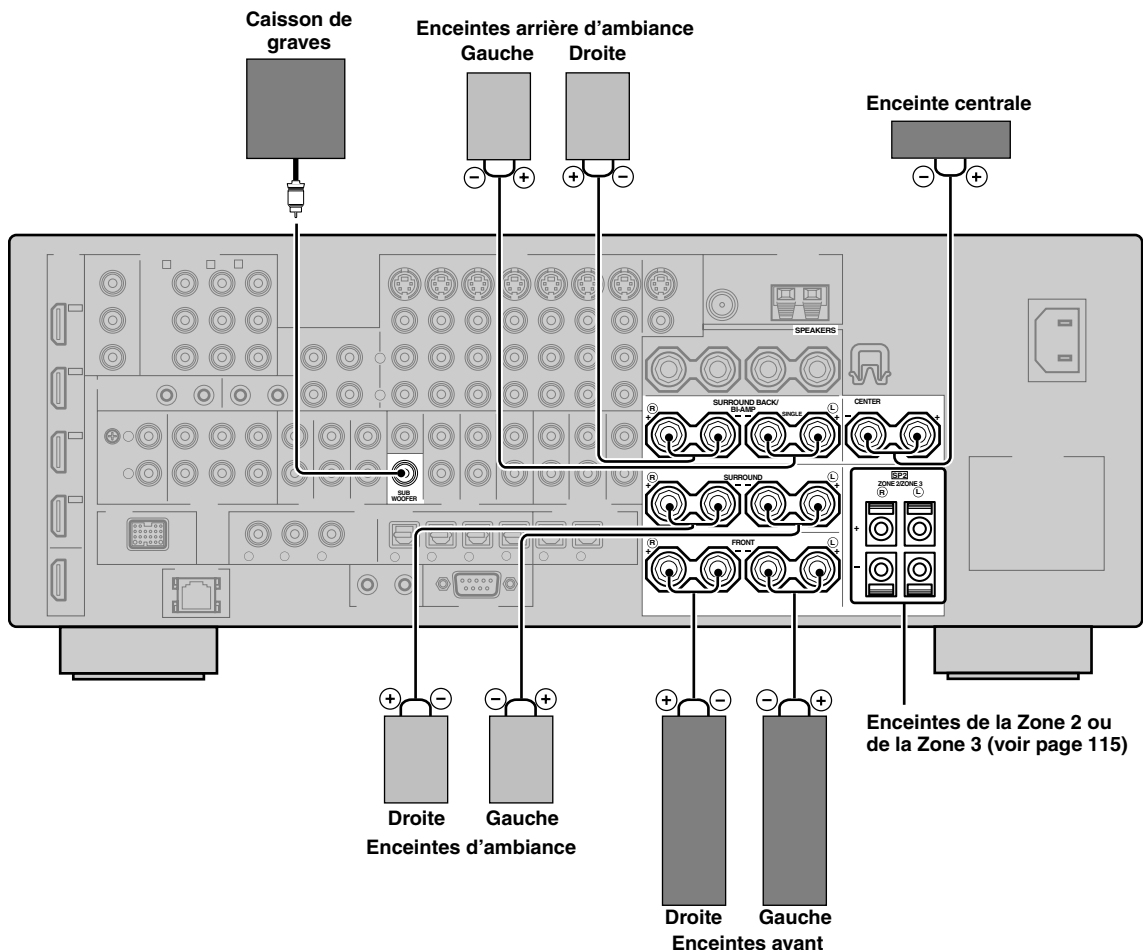 Caisson de
graves
Enceintes arrière d’ambiance
Gauche Droite
Enceinte centrale
− + + − − +
SPEAKERS
SURROUND BACK/
BI-AMP
SINGLE
CENTER
R L
+ − − + − +
SUB
WOOFER
SURROUND
R L
+ − − +
SP2
ZONE 2/ZONE 3
R L
+
−
FRONT
R L
+ − − +
+ − − +
Droite Gauche
Enceintes d’ambiance
+ − − +
Droite Gauche
Enceintes avant
Enceintes de la Zone 2 ou
de la Zone 3 (voir page 115)